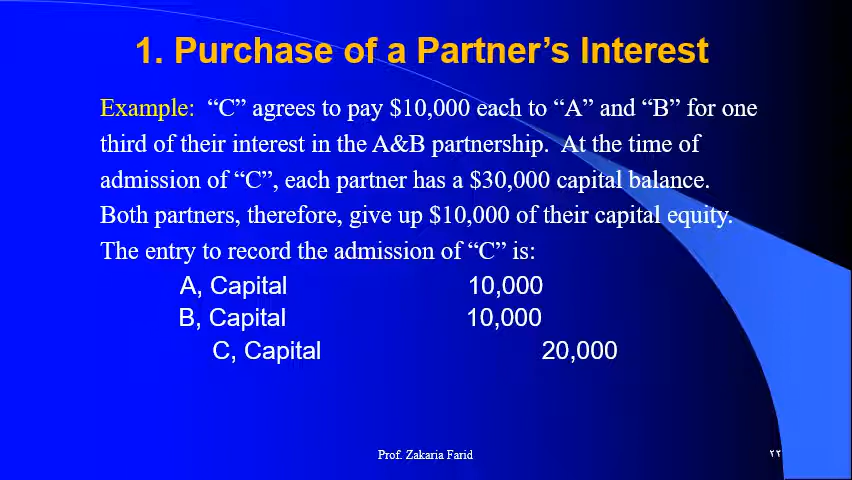 1. Purchase of a Partner’s Interest
Example: “C” agrees to pay $10,000 each to “A” and “B” for one
third of their interest in the A&B partnership. At the time of
admission of “C”, each partner has a $30,000 capital balance.
Both partners, therefore, give up $10,000 of their capital equity.
The entry to record the admission of “C” is:
A, Capital 10,000
B, Capital 10,000
C, Capital 20,000
Prof. Zakaria Farid ٢٢